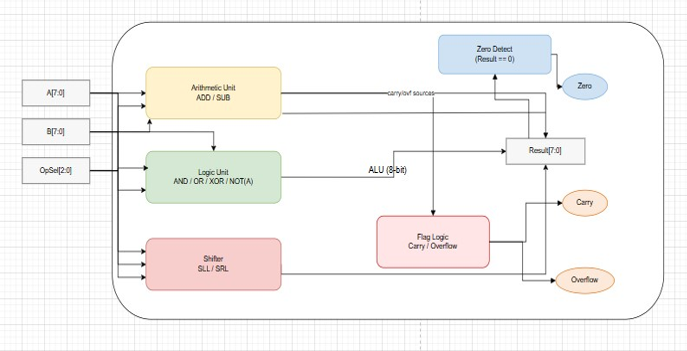 Zero Detect
(Result == 0)
Zero
A[7:0]
Arithmetic Unit
ADD / SUB
carry/ovf sources
B[7:0]
Result[7:0]
OpSel[2:0]
Logic Unit
AND / OR / XOR / NOT(A)
ALU (8-bit)
Carry
Flag Logic
Carry / Overflow
Shifter
SLL / SRL
Overflow